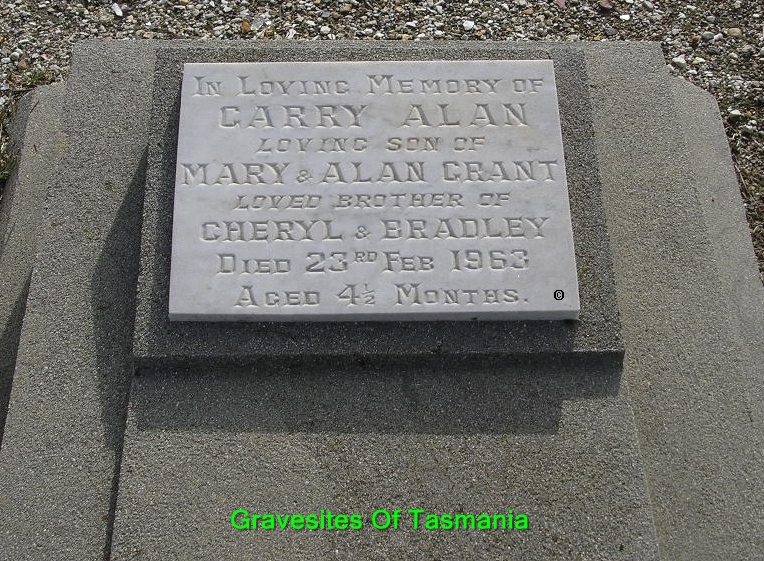 In Loving Memory of
GARRY ALAN
LOVING SON OF
MARY & ALAN GRANT
LOVED BROTHER OF
CHERYL & BRADLEY
Died 23RD Feb 1963
Aged 4½ Months.
©
Gravesites Of Tasmania